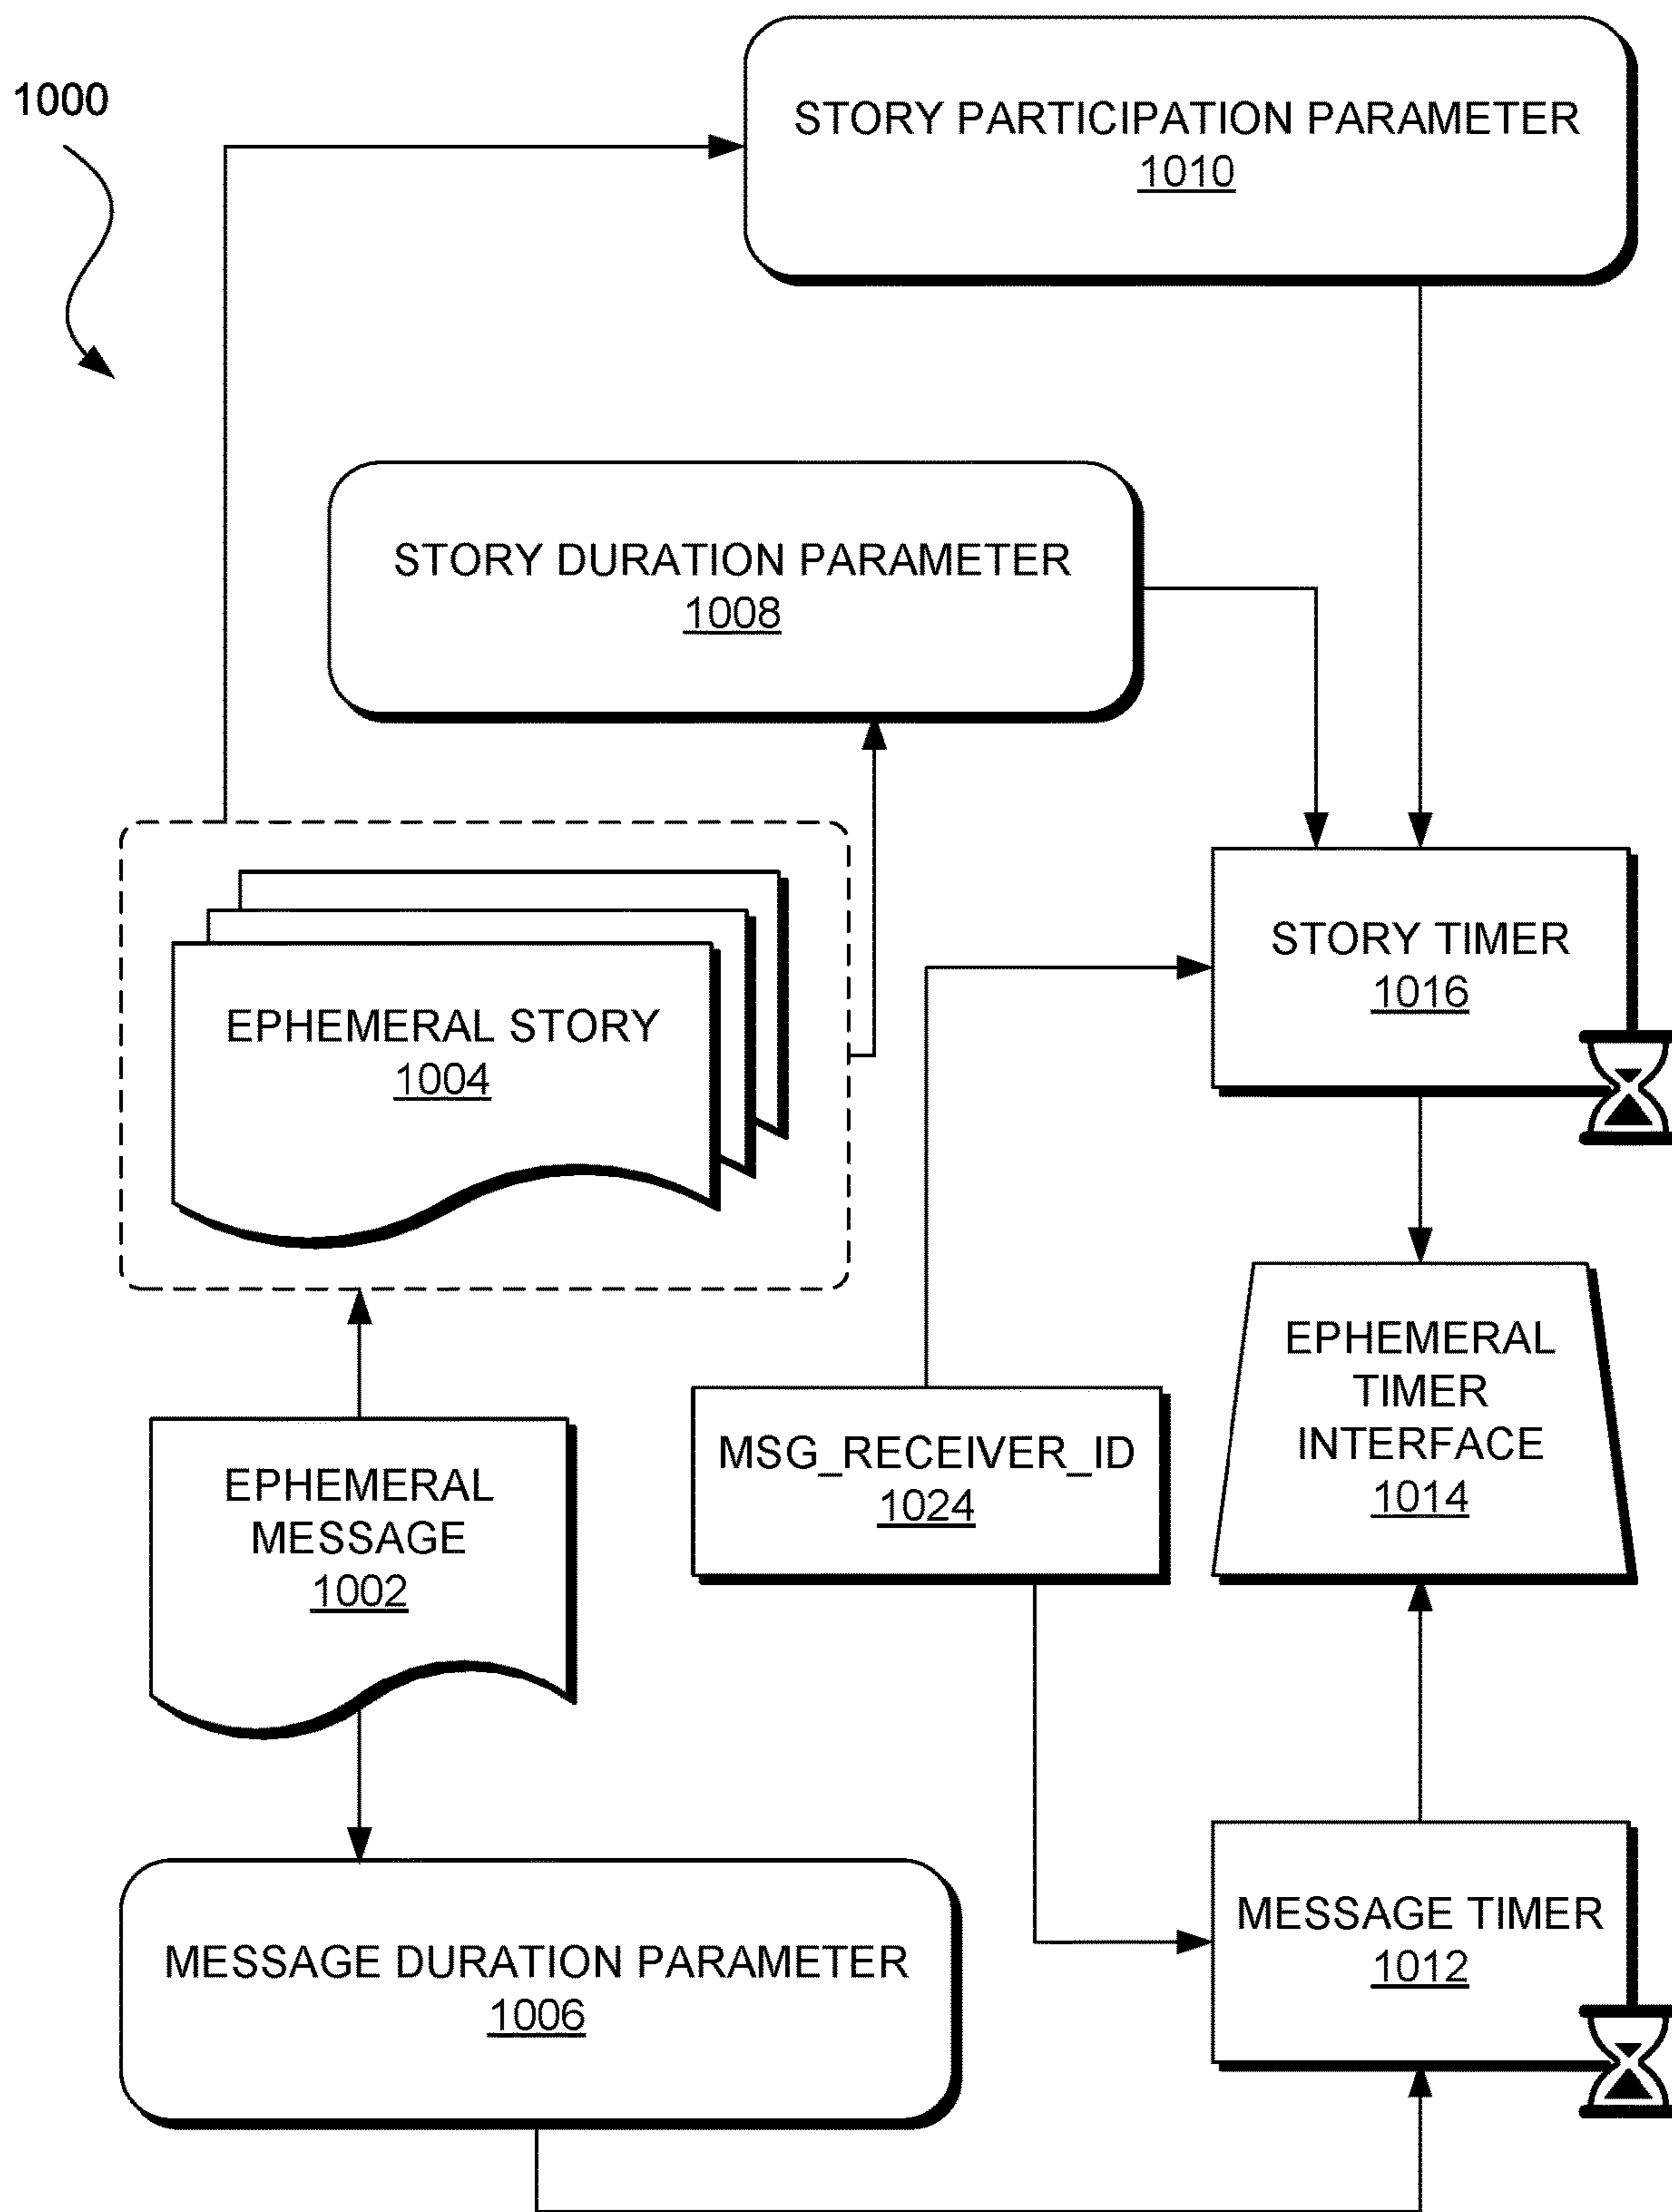 1000
STORY PARTICIPATION PARAMETER
1010
STORY DURATION PARAMETER
1008
STORY TIMER
1016
EPHEMERAL STORY
1004
EPHEMERAL
TIMER
INTERFACE
1014
MSG_RECEIVER_ID
1024
EPHEMERAL
MESSAGE
1002
MESSAGE TIMER
1012
MESSAGE DURATION PARAMETER
1006